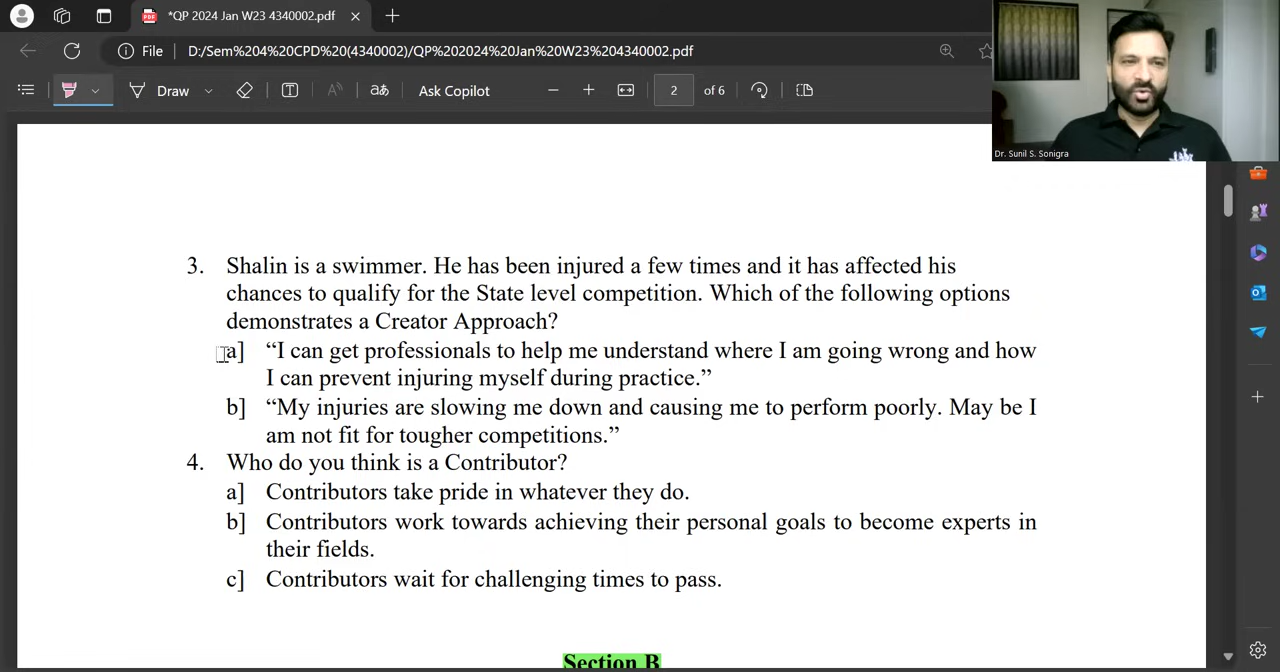 *QP 2024 Jan W23 4340002.pdf
File D:/Sem%204%20CPD%20(4340002)/QP%202024%20Jan%20W23%204340002.pdf
Draw T aあ Ask Copilot 2 of 6
Dr. Sunil S. Sonigra
3. Shalin is a swimmer. He has been injured a few times and it has affected his
chances to qualify for the State level competition. Which of the following options
demonstrates a Creator Approach?
a] “I can get professionals to help me understand where I am going wrong and how
I can prevent injuring myself during practice.”
b] “My injuries are slowing me down and causing me to perform poorly. May be I
am not fit for tougher competitions.”
4. Who do you think is a Contributor?
a] Contributors take pride in whatever they do.
b] Contributors work towards achieving their personal goals to become experts in
their fields.
c] Contributors wait for challenging times to pass.
Section B